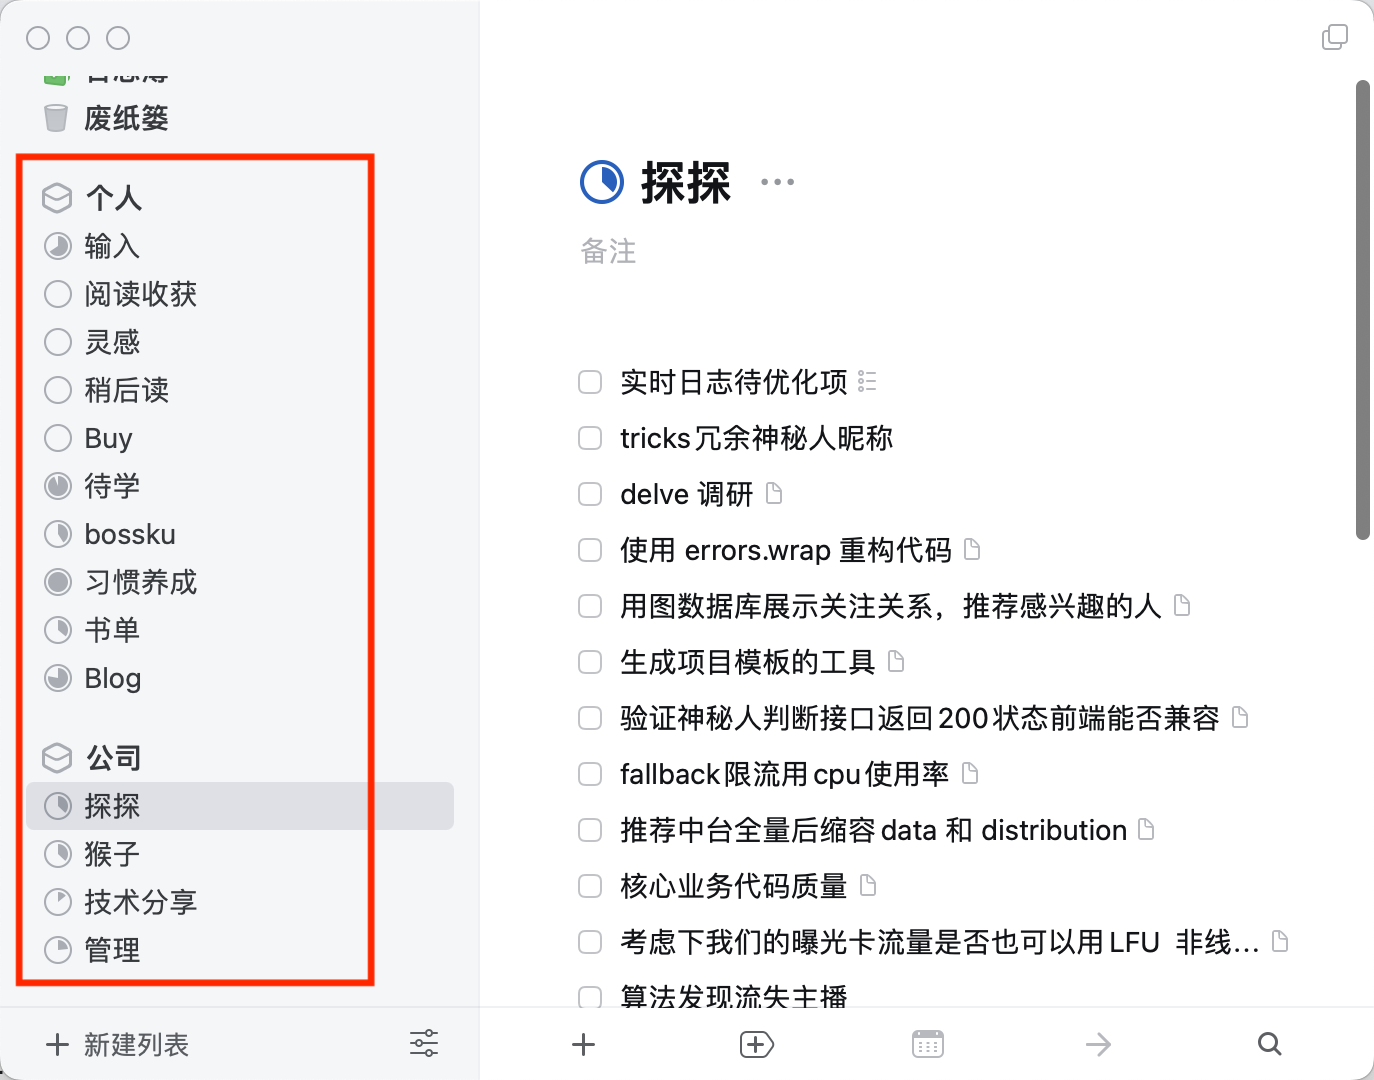 废纸篓
个人
输入
阅读收获
灵感
稍后读
Buy
待学
bossku
习惯养成
书单
Blog
公司
探探
猴子
技术分享
管理
新建列表
探探
备注
实时日志待优化项
tricks冗余神秘人昵称
delve 调研
使用 errors.wrap 重构代码
用图数据库展示关注关系，推荐感兴趣的人
生成项目模板的工具
验证神秘人判断接口返回200状态前端能否兼容
fallback限流用cpu使用率
推荐中台全量后缩容data 和 distribution
核心业务代码质量
考虑下我们的曝光卡流量是否也可以用LFU 非线...
算法发现流失主播